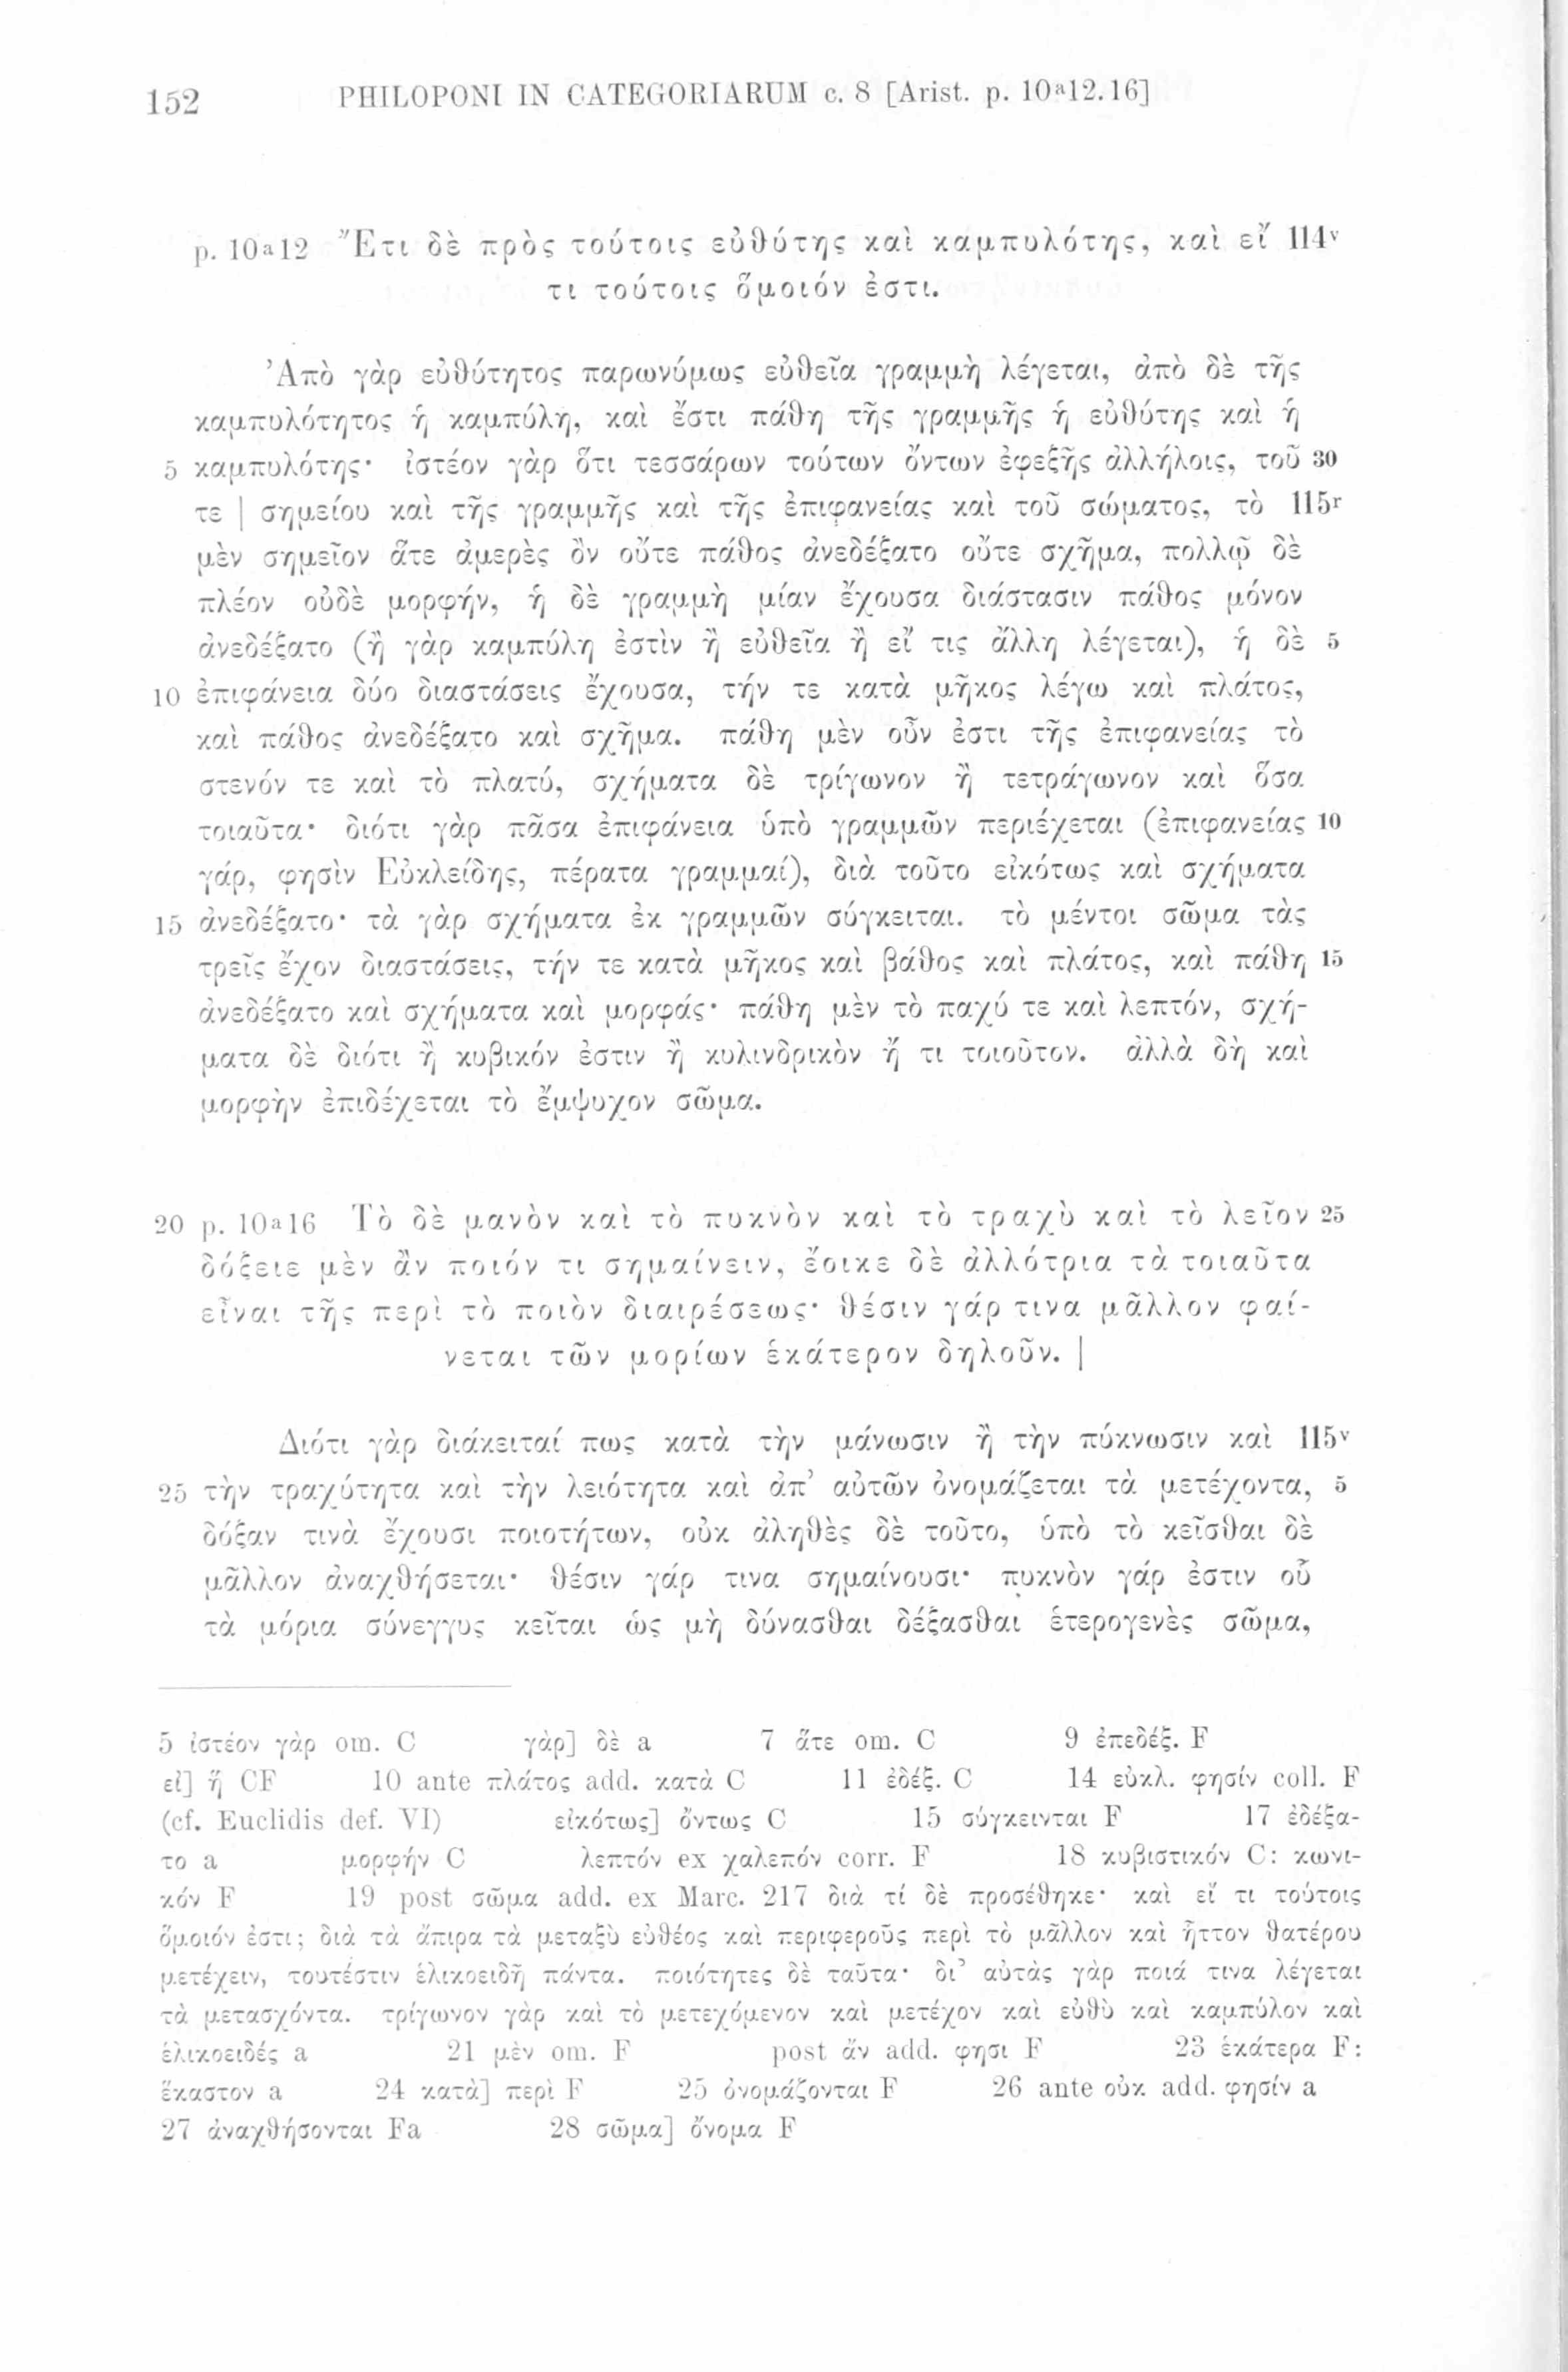 152 PHILOPONI IN CATEGORIARUM c. 8 [Arist. p. 10ᵃ12.16]
p. 10ᵃ12 Ἔτι δὲ πρὸς τούτοις εὐθύτης καὶ καμπυλότης, καὶ εἴ 114ᵛ
τι τούτοις ὅμοιόν ἐστι.
Ἀπὸ γὰρ εὐθύτητος παρωνύμως εὐθεῖα γραμμὴ λέγεται, ἀπὸ δὲ τῆς
καμπυλότητος ἡ καμπύλη, καὶ ἔστι πάθη τῆς γραμμῆς ἡ εὐθύτης καὶ ἡ
5 καμπυλότης· ἰστέον γὰρ ὅτι τεσσάρων τούτων ὄντων ἐφεξῆς ἀλλήλοις, τοῦ 30
τε | σημείου καὶ τῆς γραμμῆς καὶ τῆς ἐπιφανείας καὶ τοῦ σώματος, τὸ 115ʳ
μὲν σημεῖον ἅτε ἀμερὲς ὂν οὔτε πάθος ἀνεδέξατο οὔτε σχῆμα, πολλῷ δὲ
πλέον οὐδὲ μορφήν, ἡ δὲ γραμμὴ μίαν ἔχουσα διάστασιν πάθος μόνον
ἀνεδέξατο (ἢ γὰρ καμπύλη ἐστὶν ἢ εὐθεῖα ἢ εἴ τις ἄλλη λέγεται), ἡ δὲ 5
10 ἐπιφάνεια δύο διαστάσεις ἔχουσα, τήν τε κατὰ μῆκος λέγω καὶ πλάτος,
καὶ πάθος ἀνεδέξατο καὶ σχῆμα. πάθη μὲν οὖν ἐστι τῆς ἐπιφανείας τὸ
στενόν τε καὶ τὸ πλατύ, σχήματα δὲ τρίγωνον ἢ τετράγωνον καὶ ὅσα
τοιαῦτα· διότι γὰρ πᾶσα ἐπιφάνεια ὑπὸ γραμμῶν περιέχεται (ἐπιφανείας 10
γάρ, φησὶν Εὐκλείδης, πέρατα γραμμαί), διὰ τοῦτο εἰκότως καὶ σχήματα
15 ἀνεδέξατο· τὰ γὰρ σχήματα ἐκ γραμμῶν σύγκειται. τὸ μέντοι σῶμα τὰς
τρεῖς ἔχον διαστάσεις, τήν τε κατὰ μῆκος καὶ βάθος καὶ πλάτος, καὶ πάθη 15
ἀνεδέξατο καὶ σχήματα καὶ μορφάς· πάθη μὲν τὸ παχύ τε καὶ λεπτόν, σχή-
ματα δὲ διότι ἢ κυβικόν ἐστιν ἢ κυλινδρικὸν ἤ τι τοιοῦτον. ἀλλὰ δὴ καὶ
μορφὴν ἐπιδέχεται τὸ ἔμψυχον σῶμα.
20 p. 10ᵃ16 Τὸ δὲ μανὸν καὶ τὸ πυκνὸν καὶ τὸ τραχὺ καὶ τὸ λεῖον 25
δόξειε μὲν ἂν ποιόν τι σημαίνειν, ἔοικε δὲ ἀλλότρια τὰ τοιαῦτα
εἶναι τῆς περὶ τὸ ποιὸν διαιρέσεως· θέσιν γάρ τινα μᾶλλον φαί-
νεται τῶν μορίων ἑκάτερον δηλοῦν. |
Διότι γὰρ διάκειταί πως κατὰ τὴν μάνωσιν ἢ τὴν πύκνωσιν καὶ 115ᵛ
25 τὴν τραχύτητα καὶ τὴν λειότητα καὶ ἀπ’ αὐτῶν ὀνομάζεται τὰ μετέχοντα, 5
δόξαν τινὰ ἔχουσι ποιοτήτων, οὐκ ἀληθὲς δὲ τοῦτο, ὑπὸ τὸ κεῖσθαι δὲ
μᾶλλον ἀναχθήσεται· θέσιν γάρ τινα σημαίνουσι· πυκνὸν γάρ ἐστιν οὗ
τὰ μόρια σύνεγγυς κεῖται ὡς μὴ δύνασθαι δέξασθαι ἑτερογενὲς σῶμα,
5 ἰστέον γὰρ om. C γὰρ] δὲ a 7 ἅτε om. C 9 ἐπεδέξ. F
εἴ] ἡ CF 10 ante πλάτος add. κατὰ C 11 ἐδέξ. C 14 εὐκλ. φησίν coll. F
(cf. Euclidis def. VI) εἰκότως] ὄντως C 15 σύγκεινται F 17 ἐδέξα-
το a μορφήν C λεπτόν ex χαλεπόν corr. F 18 κυβιστικόν C: κωνι-
κόν F 19 post σῶμα add. ex Marc. 217 διὰ τί δὲ προσέθηκε· καὶ εἴ τι τούτοις
ὅμοιόν ἐστι; διὰ τὰ ἄπιρα τὰ μεταξὺ εὐθέος καὶ περιφεροῦς περὶ τὸ μᾶλλον καὶ ἧττον θατέρου
μετέχειν, τουτέστιν ἑλικοειδῆ πάντα. ποιότητες δὲ ταῦτα· δι’ αὐτὰς γὰρ ποιά τινα λέγεται
τὰ μετασχόντα. τρίγωνον γὰρ καὶ τὸ μετεχόμενον καὶ μετέχον καὶ εὐθὺ καὶ καμπύλον καὶ
ἑλικοειδές a 21 μὲν om. F post ἄν add. φησι F 23 ἑκάτερα F:
ἕκαστον a 24 κατὰ] περὶ F 25 ὀνομάζονται F 26 ante οὐκ add. φησίν a
27 ἀναχθήσονται Fa 28 σῶμα] ὄνομα F